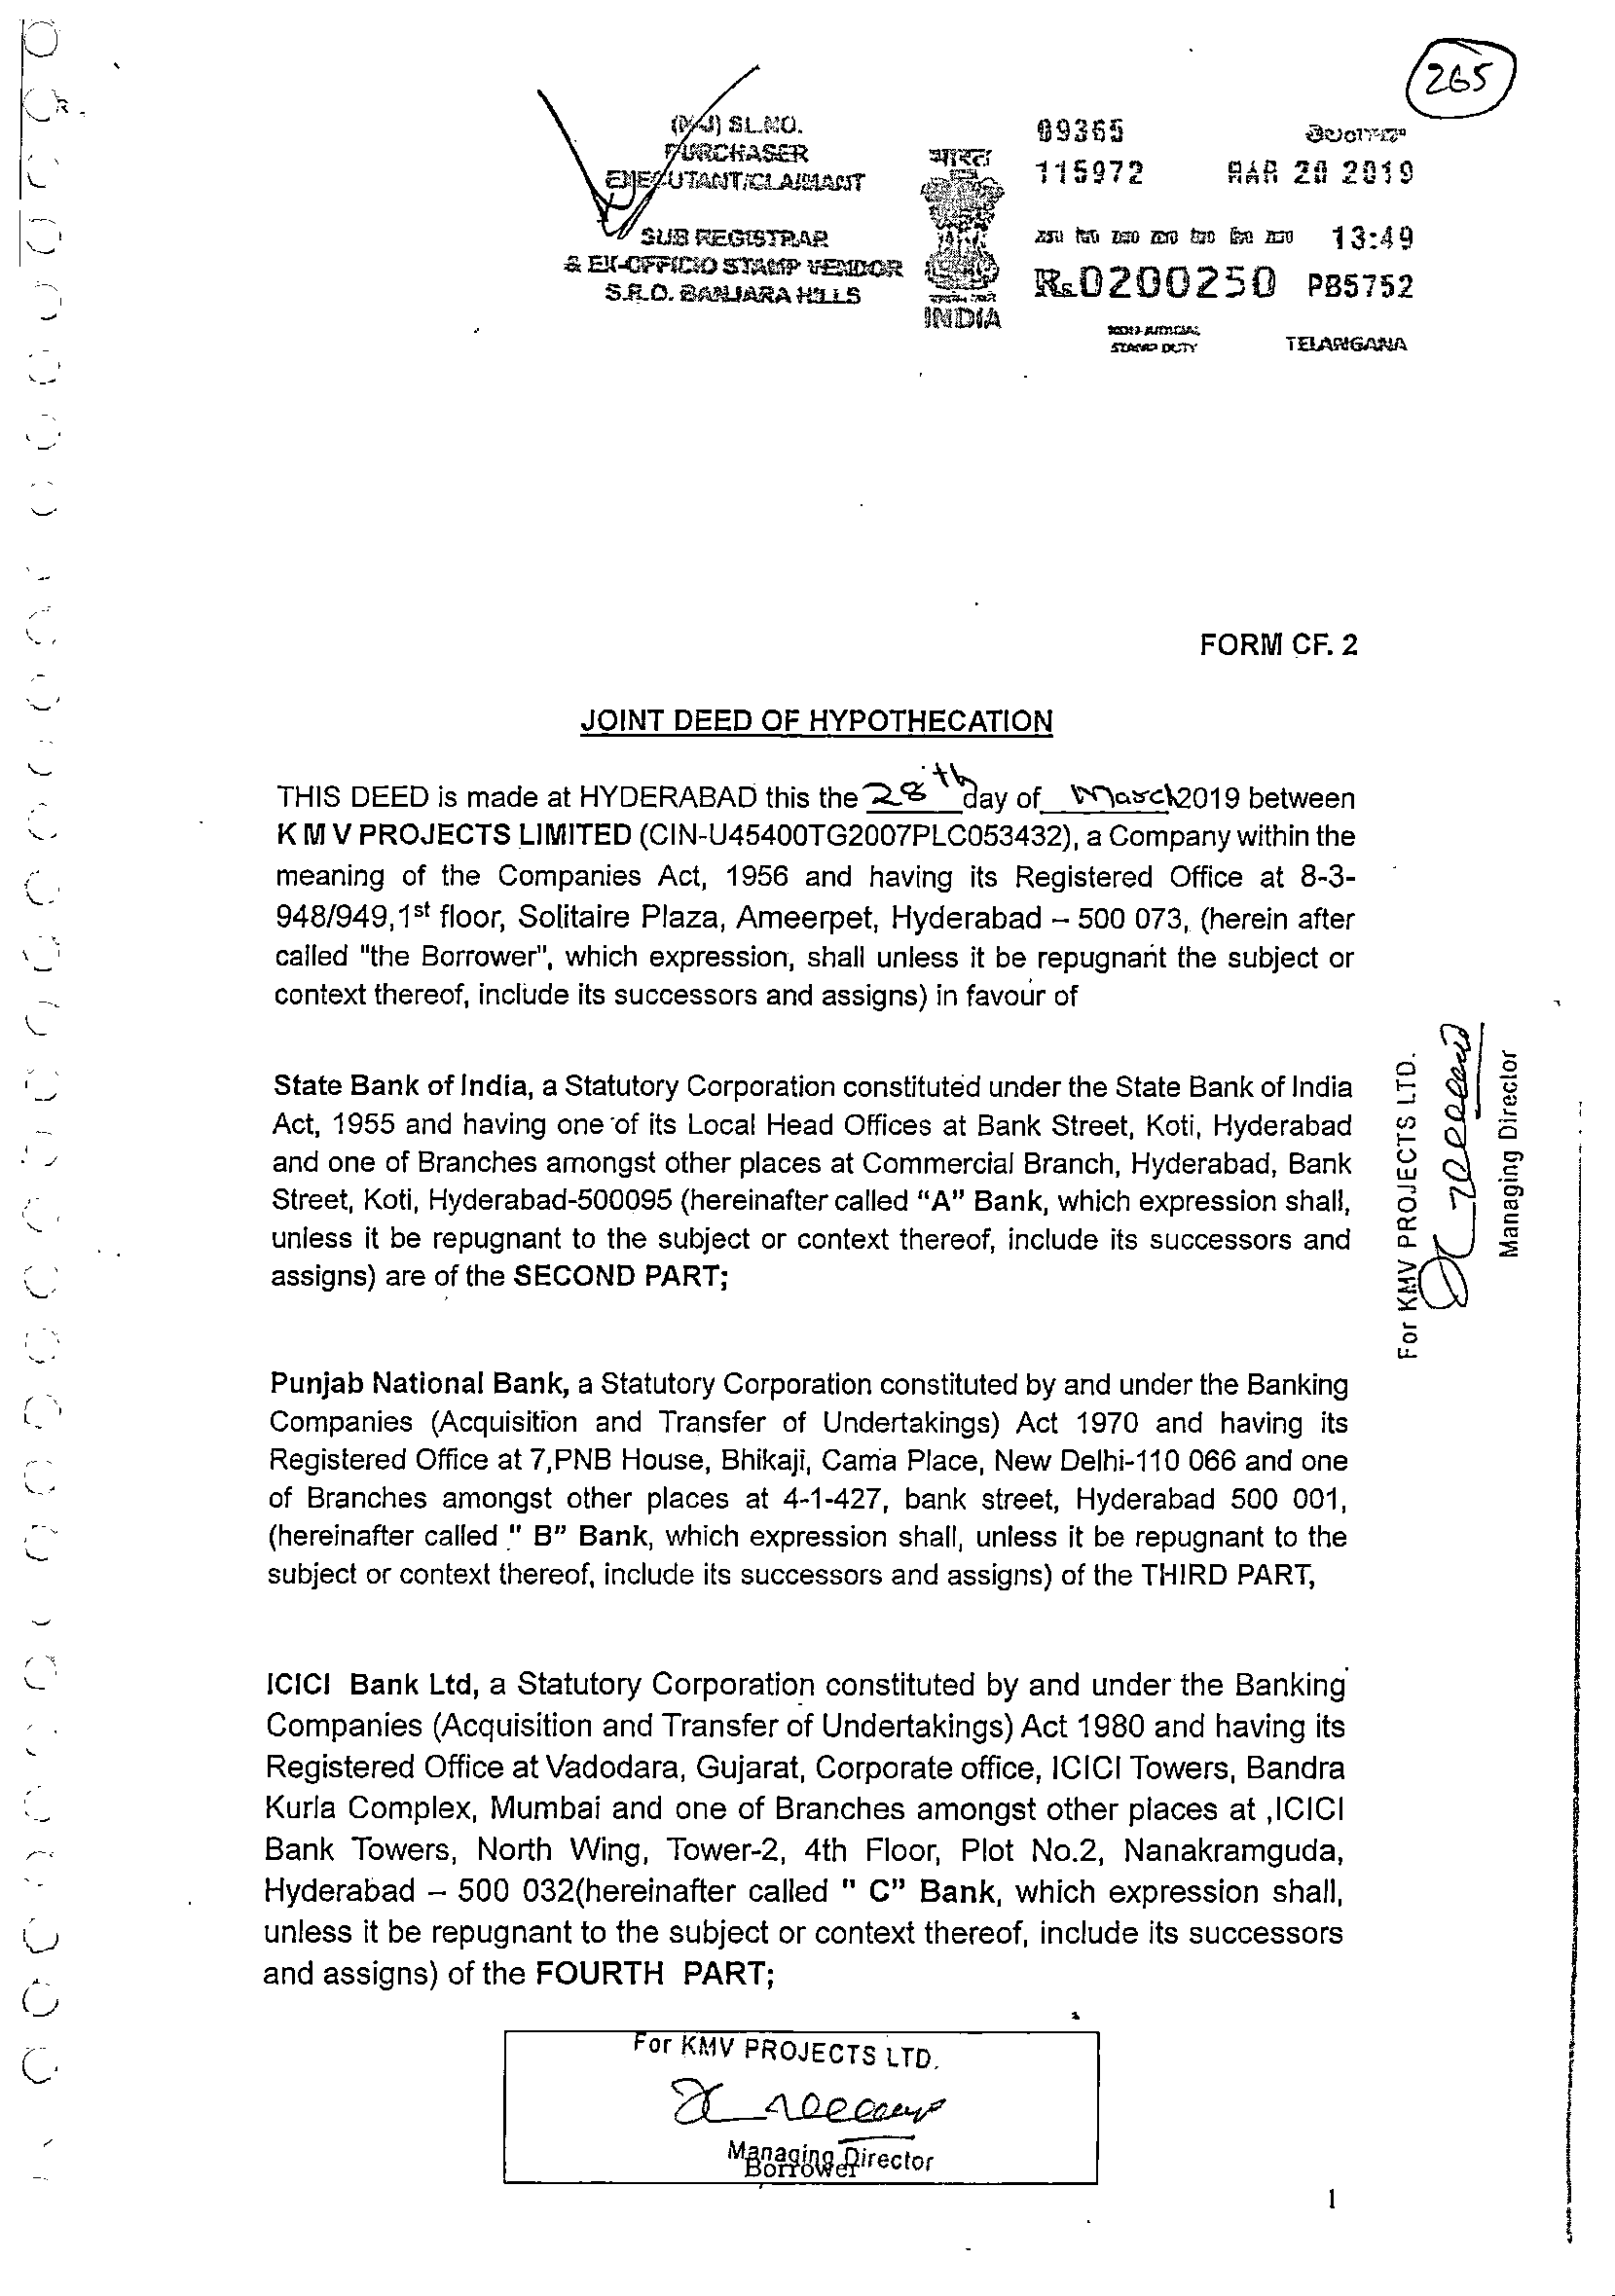 265
SL.NO.
PURCHASER
EXECUTANT/CLAIMANT
SUB REGISTRAR
& EX-OFFICIO STAMP VENDOR
S.R.O. BANJARA HILLS
भारत
INDIA
09365
తెలంగాణ
115972 MAR 28 2019
13:49
Rs.0200250 PB5752
NON-JUDICIAL
STAMP DUTY TELANGANA
FORM CF. 2
JOINT DEED OF HYPOTHECATION
THIS DEED is made at HYDERABAD this the 28th day of March 2019 between
K M V PROJECTS LIMITED (CIN-U45400TG2007PLC053432), a Company within the
meaning of the Companies Act, 1956 and having its Registered Office at 8-3-
948/949,1st floor, Solitaire Plaza, Ameerpet, Hyderabad – 500 073, (herein after
called "the Borrower", which expression, shall unless it be repugnant the subject or
context thereof, include its successors and assigns) in favour of
State Bank of India, a Statutory Corporation constituted under the State Bank of India
Act, 1955 and having one of its Local Head Offices at Bank Street, Koti, Hyderabad
and one of Branches amongst other places at Commercial Branch, Hyderabad, Bank
Street, Koti, Hyderabad-500095 (hereinafter called "A" Bank, which expression shall,
unless it be repugnant to the subject or context thereof, include its successors and
assigns) are of the SECOND PART;
For KMV PROJECTS LTD.
Managing Director
Punjab National Bank, a Statutory Corporation constituted by and under the Banking
Companies (Acquisition and Transfer of Undertakings) Act 1970 and having its
Registered Office at 7,PNB House, Bhikaji, Cama Place, New Delhi-110 066 and one
of Branches amongst other places at 4-1-427, bank street, Hyderabad 500 001,
(hereinafter called " B" Bank, which expression shall, unless it be repugnant to the
subject or context thereof, include its successors and assigns) of the THIRD PART,
ICICI Bank Ltd, a Statutory Corporation constituted by and under the Banking
Companies (Acquisition and Transfer of Undertakings) Act 1980 and having its
Registered Office at Vadodara, Gujarat, Corporate office, ICICI Towers, Bandra
Kurla Complex, Mumbai and one of Branches amongst other places at ,ICICI
Bank Towers, North Wing, Tower-2, 4th Floor, Plot No.2, Nanakramguda,
Hyderabad – 500 032(hereinafter called " C" Bank, which expression shall,
unless it be repugnant to the subject or context thereof, include its successors
and assigns) of the FOURTH PART;
For KMV PROJECTS LTD.
Managing Director
Borrower
1